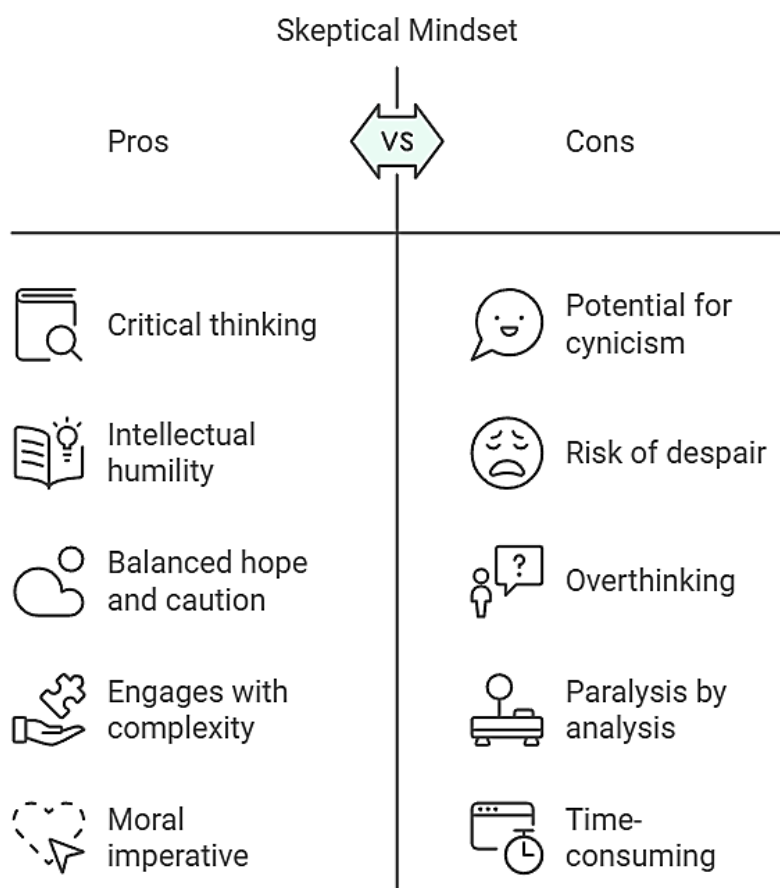 Skeptical Mindset
Pros
VS
Cons
Critical thinking
Potential for
cynicism
Intellectual
humility
Risk of despair
Balanced hope
and caution
?
Overthinking
Engages with
complexity
Paralysis by
analysis
Moral
imperative
Time-
consuming